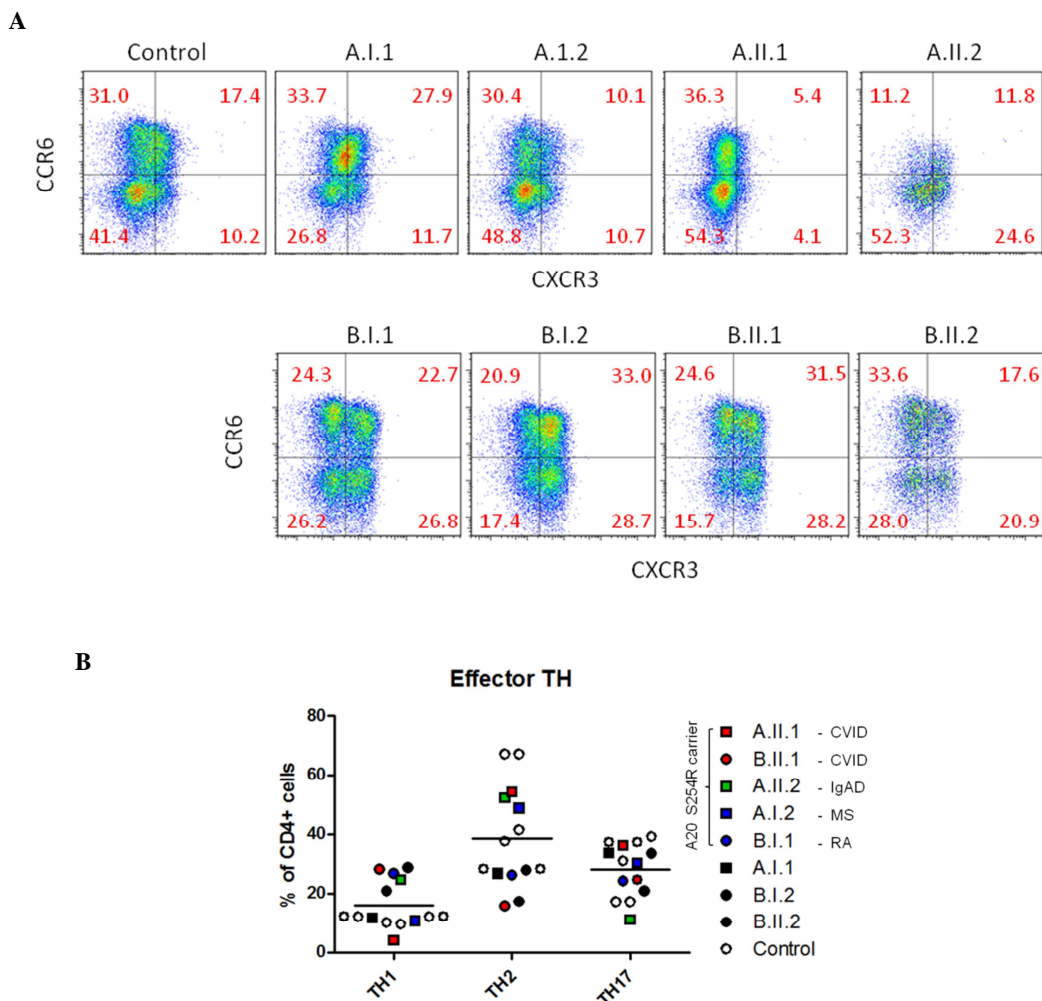 A
Control A.I.1 A.1.2 A.II.1 A.II.2
31.0 17.4 33.7 27.9 30.4 10.1 36.3 5.4 11.2 11.8
CCR6
41.4 10.2 26.8 11.7 48.8 10.7 54.3 4.1 52.3 24.6
CXCR3
B.I.1 B.I.2 B.II.1 B.II.2
24.3 22.7 20.9 33.0 24.6 31.5 33.6 17.6
CCR6
26.2 26.8 17.4 28.7 15.7 28.2 28.0 20.9
CXCR3
B
Effector TH
% of CD4+ cells
80
60
40
20
0
TH1 TH2 TH17
A20 S254R carrier
A.II.1 - CVID
B.II.1 - CVID
A.II.2 - IgAD
A.I.2 - MS
B.I.1 - RA
A.I.1
B.I.2
B.II.2
Control